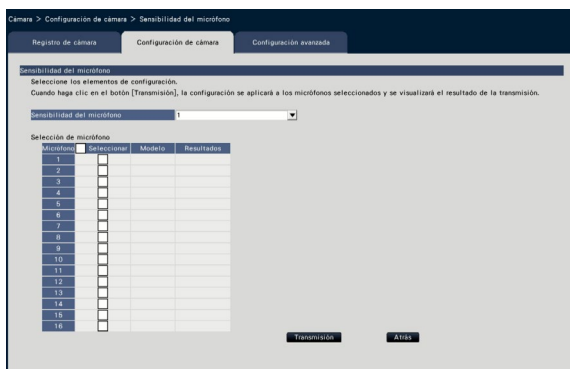 Cámara > Configuración de cámara > Sensibilidad del micrófono
Registro de cámara Configuración de cámara Configuración avanzada
Sensibilidad del micrófono
Seleccione los elementos de configuración.
Cuando haga clic en el botón [Transmisión], la configuración se aplicará a los micrófonos seleccionados y se visualizará el resultado de la transmisión.
Sensibilidad del micrófono 1
Selección de micrófono
Micrófono Seleccionar Modelo Resultados
1
2
3
4
5
6
7
8
9
10
11
12
13
14
15
16
Transmisión Atrás